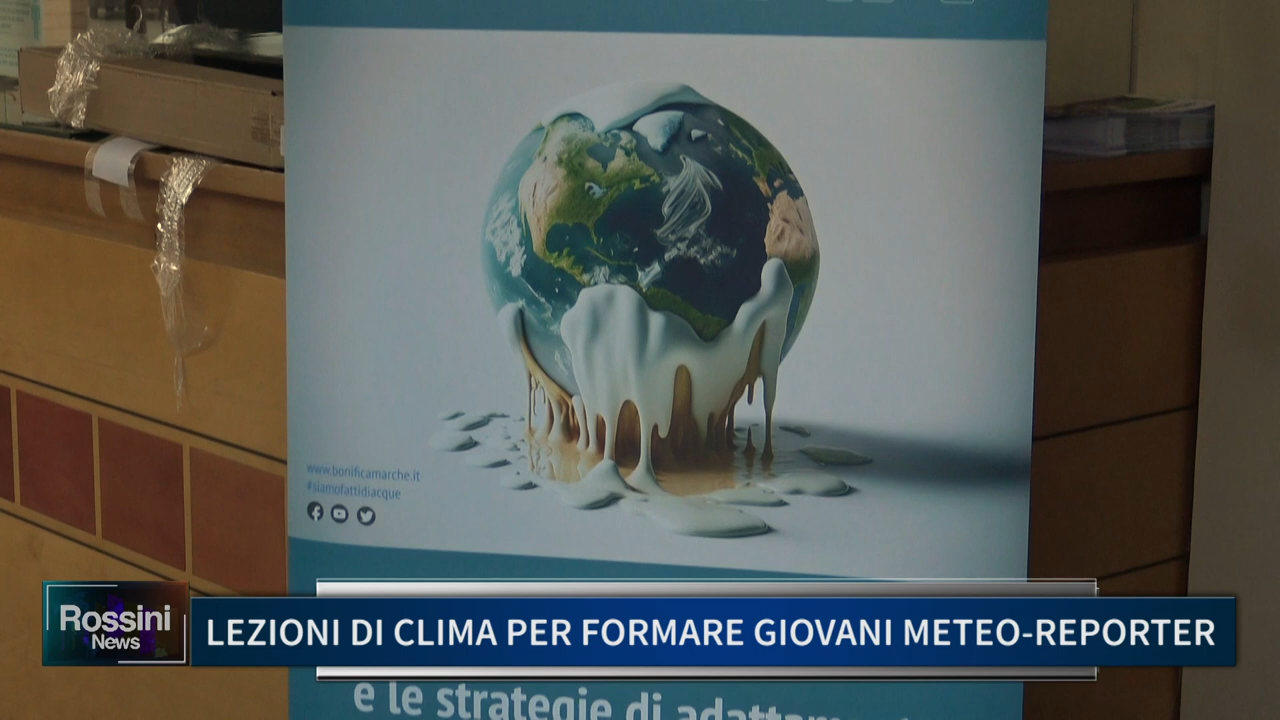 www.bonificamarche.it
#siamofattidiacque
Rossini
News
LEZIONI DI CLIMA PER FORMARE GIOVANI METEO-REPORTER
e le strategie di